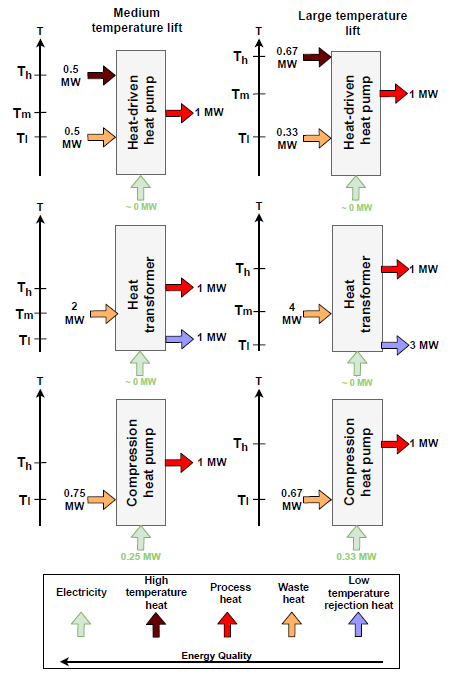 Medium
temperature lift
Large temperature
lift
T
Th
0.5
MW
Tm
Tl
0.5
MW
Heat-driven
heat pump
1 MW
~ 0 MW
T
Th
0.67
MW
Tm
Tl
0.33
MW
Heat-driven
heat pump
1 MW
~ 0 MW
T
Th
Tm
Tl
2
MW
Heat
transformer
1 MW
1 MW
~ 0 MW
T
Th
Tm
Tl
4
MW
Heat
transformer
1 MW
3 MW
~ 0 MW
T
Th
Tl
0.75
MW
Compression
heat pump
1 MW
0.25 MW
T
Th
Tl
0.67
MW
Compression
heat pump
1 MW
0.33 MW
Electricity
High
temperature
heat
Process
heat
Waste
heat
Low
temperature
rejection heat
Energy Quality